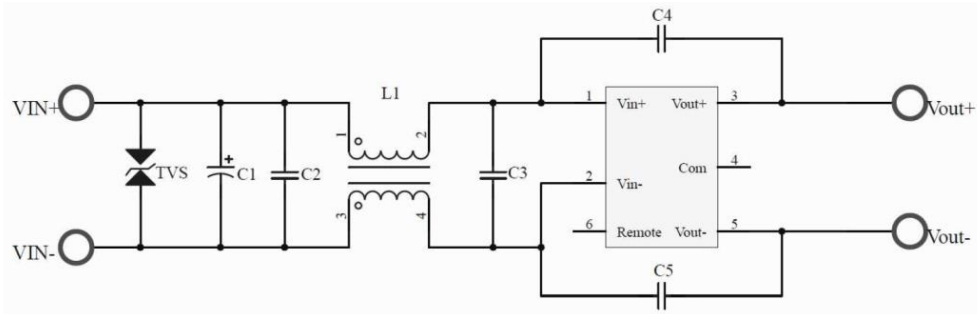 C4
L1
VIN+
1
Vin+
Vout+
3
Vout+
1
2
TVS
+
C1
C2
C3
Com
4
2
Vin-
3
4
6
Remote
Vout-
5
VIN-
Vout-
C5